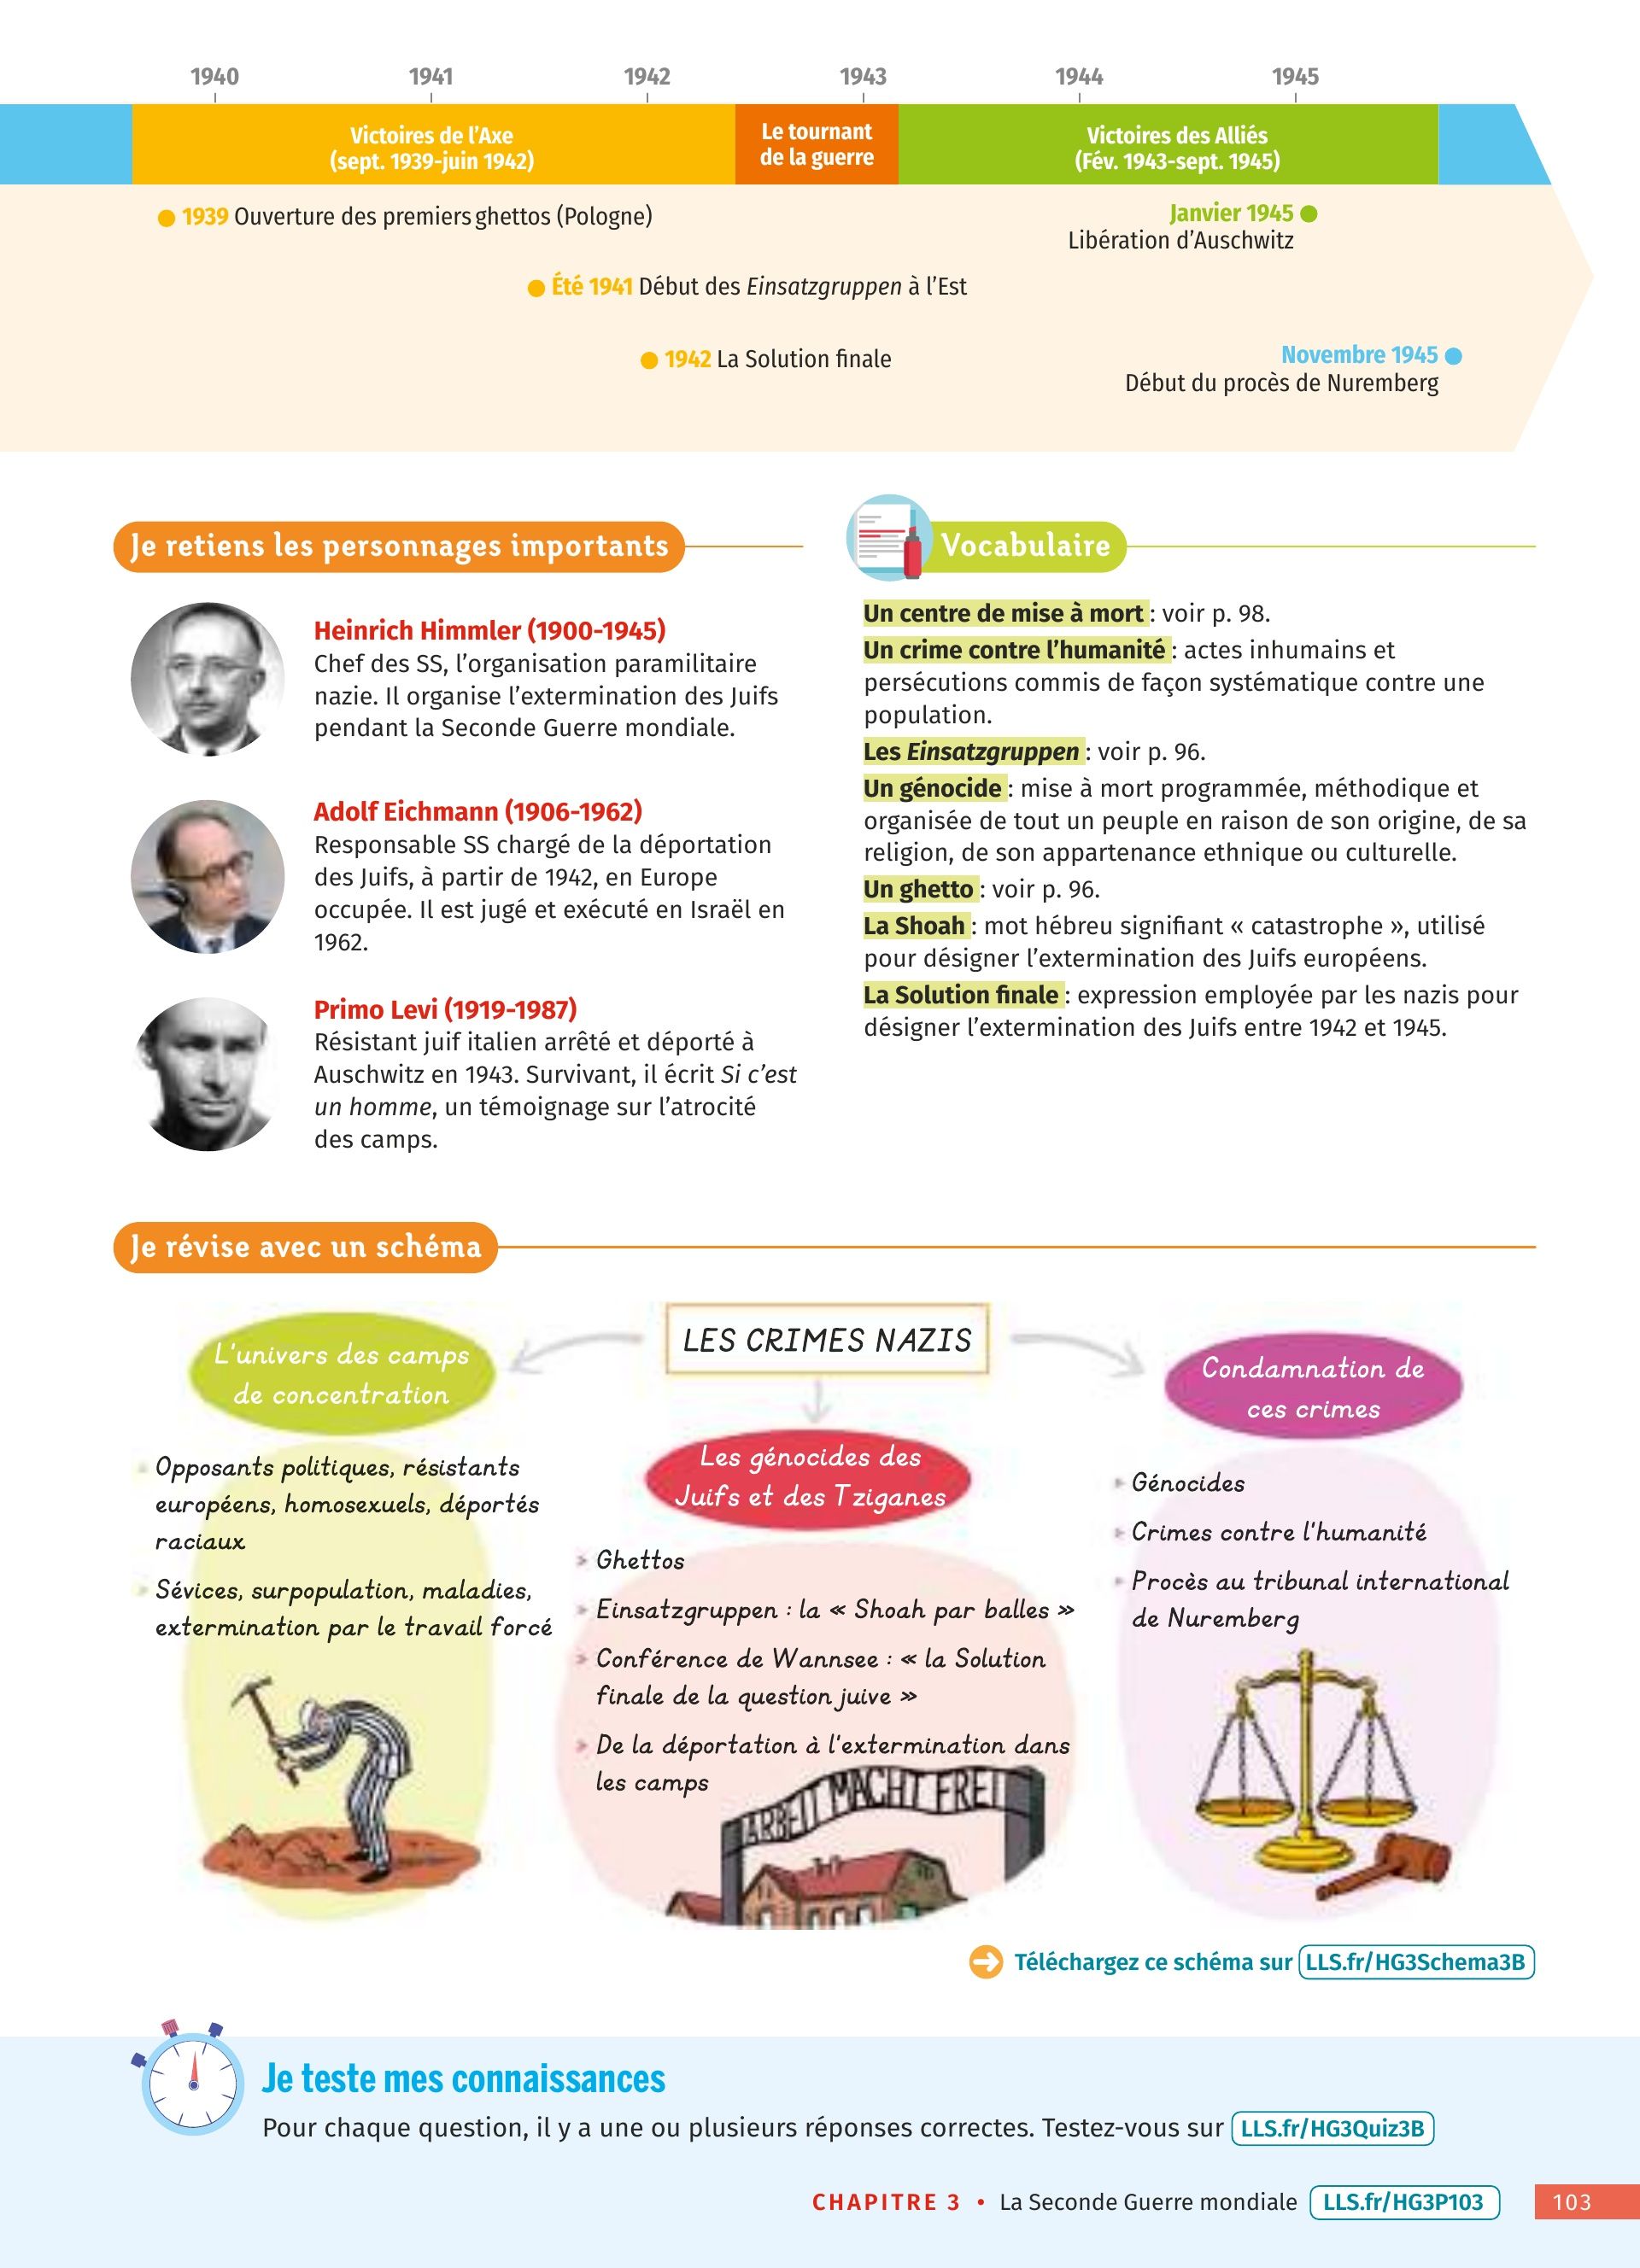 1940 1941 1942 1943 1944 1945
Victoires de l'Axe
(sept. 1939-juin 1942)
Le tournant
de la guerre
Victoires des Alliés
(Fév. 1943-sept. 1945)
1939 Ouverture des premiers ghettos (Pologne)
Janvier 1945
Libération d'Auschwitz
Été 1941 Début des Einsatzgruppen à l'Est
1942 La Solution finale
Novembre 1945
Début du procès de Nuremberg
Je retiens les personnages importants
Heinrich Himmler (1900-1945)
Chef des SS, l'organisation paramilitaire
nazie. Il organise l'extermination des Juifs
pendant la Seconde Guerre mondiale.
Adolf Eichmann (1906-1962)
Responsable SS chargé de la déportation
des Juifs, à partir de 1942, en Europe
occupée. Il est jugé et exécuté en Israël en
1962.
Primo Levi (1919-1987)
Résistant juif italien arrêté et déporté à
Auschwitz en 1943. Survivant, il écrit Si c'est
un homme, un témoignage sur l'atrocité
des camps.
Vocabulaire
Un centre de mise à mort : voir p. 98.
Un crime contre l'humanité : actes inhumains et
persécutions commis de façon systématique contre une
population.
Les Einsatzgruppen : voir p. 96.
Un génocide : mise à mort programmée, méthodique et
organisée de tout un peuple en raison de son origine, de sa
religion, de son appartenance ethnique ou culturelle.
Un ghetto : voir p. 96.
La Shoah : mot hébreu signifiant « catastrophe », utilisé
pour désigner l'extermination des Juifs européens.
La Solution finale : expression employée par les nazis pour
désigner l'extermination des Juifs entre 1942 et 1945.
Je révise avec un schéma
LES CRIMES NAZIS
L'univers des camps
de concentration
Opposants politiques, résistants
européens, homosexuels, déportés
raciaux
Sévices, surpopulation, maladies,
extermination par le travail forcé
Les génocides des
Juifs et des Tziganes
Ghettos
Einsatzgruppen : la « Shoah par balles »
Conférence de Wannsee : « la Solution
finale de la question juive »
De la déportation à l'extermination dans
les camps
ARBEIT MACHT FREI
Condamnation de
ces crimes
Génocides
Crimes contre l'humanité
Procès au tribunal international
de Nuremberg
Téléchargez ce schéma sur LLS.fr/HG3Schema3B
Je teste mes connaissances
Pour chaque question, il y a une ou plusieurs réponses correctes. Testez-vous sur LLS.fr/HG3Quiz3B
CHAPITRE 3 • La Seconde Guerre mondiale LLS.fr/HG3P103 103